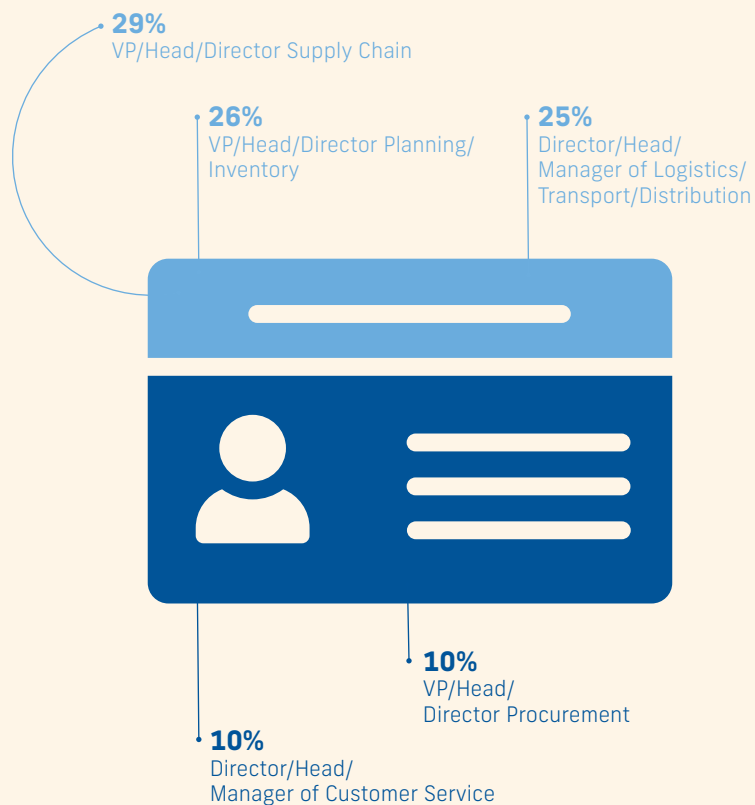 29%
VP/Head/Director Supply Chain
26%
VP/Head/Director Planning/
Inventory
25%
Director/Head/
Manager of Logistics/
Transport/Distribution
10%
VP/Head/
Director Procurement
10%
Director/Head/
Manager of Customer Service